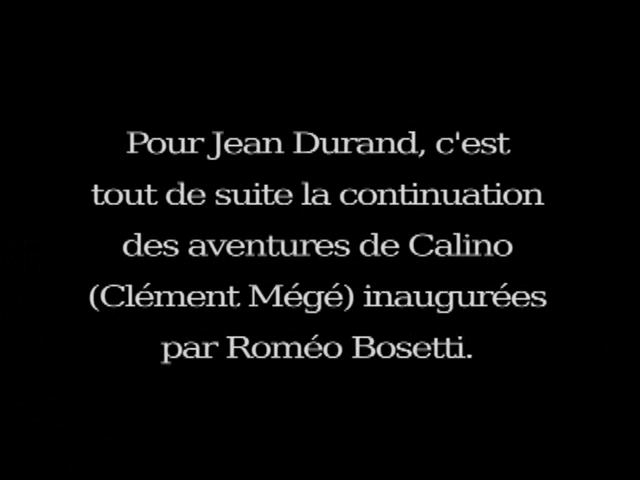 Pour Jean Durand, c'est
tout de suite la continuation
des aventures de Calino
(Clément Mégé) inaugurées
par Roméo Bosetti.